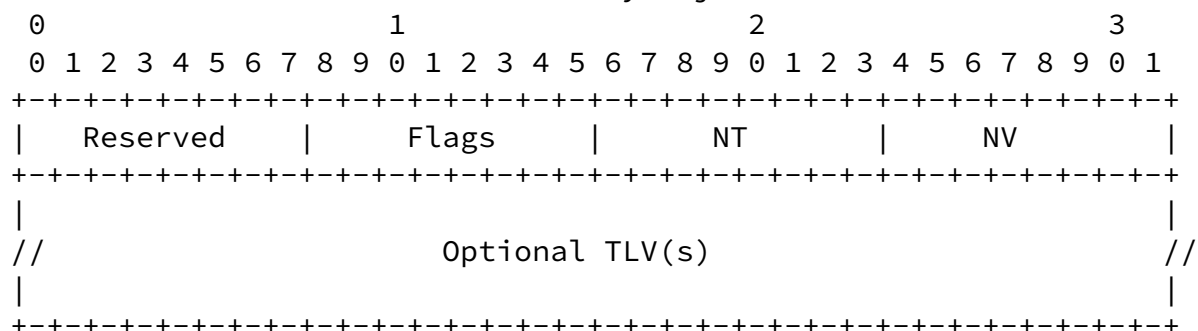 0                   1                   2                   3
0 1 2 3 4 5 6 7 8 9 0 1 2 3 4 5 6 7 8 9 0 1 2 3 4 5 6 7 8 9 0 1
+-+-+-+-+-+-+-+-+-+-+-+-+-+-+-+-+-+-+-+-+-+-+-+-+-+-+-+-+-+-+-+-+
|   Reserved    |     Flags     |      NT       |     NV        |
+-+-+-+-+-+-+-+-+-+-+-+-+-+-+-+-+-+-+-+-+-+-+-+-+-+-+-+-+-+-+-+-+
|                                                               |
//                      Optional TLV(s)                         //
|                                                               |
+-+-+-+-+-+-+-+-+-+-+-+-+-+-+-+-+-+-+-+-+-+-+-+-+-+-+-+-+-+-+-+-+